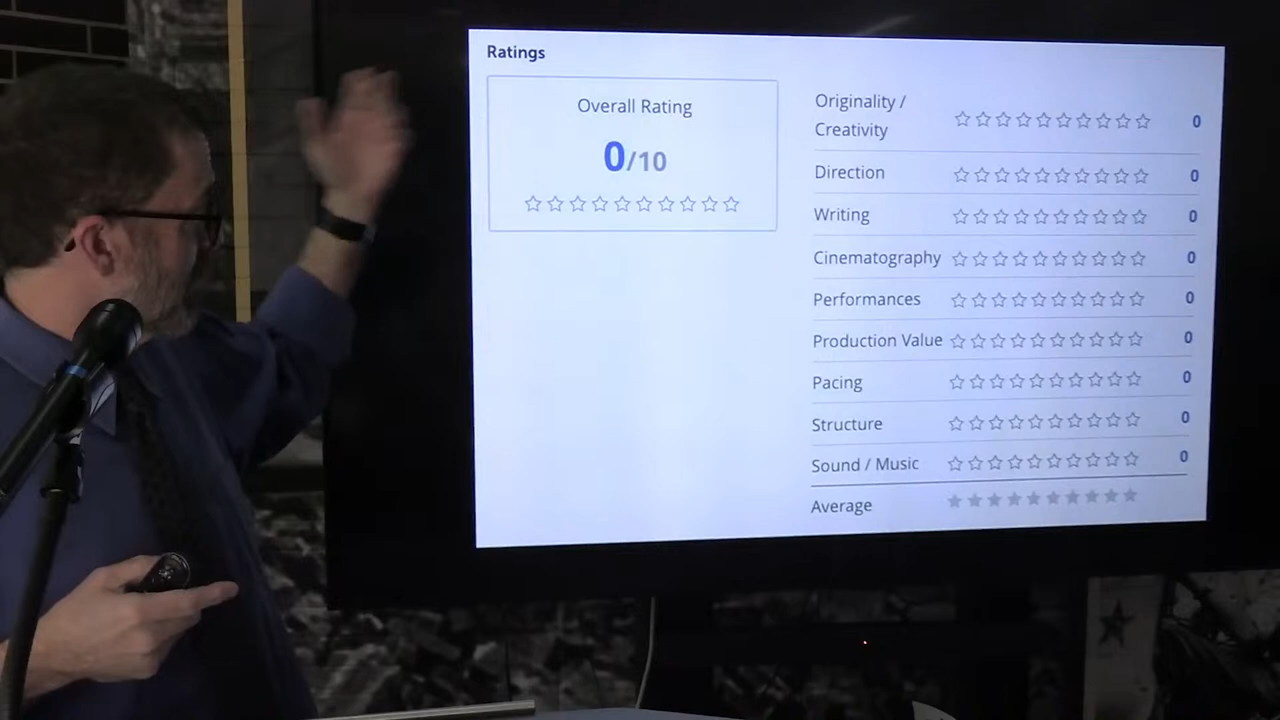 Ratings
Overall Rating
0/10
Originality /
Creativity
0
Direction
0
Writing
0
Cinematography
0
Performances
0
Production Value
0
Pacing
0
Structure
0
Sound / Music
0
Average